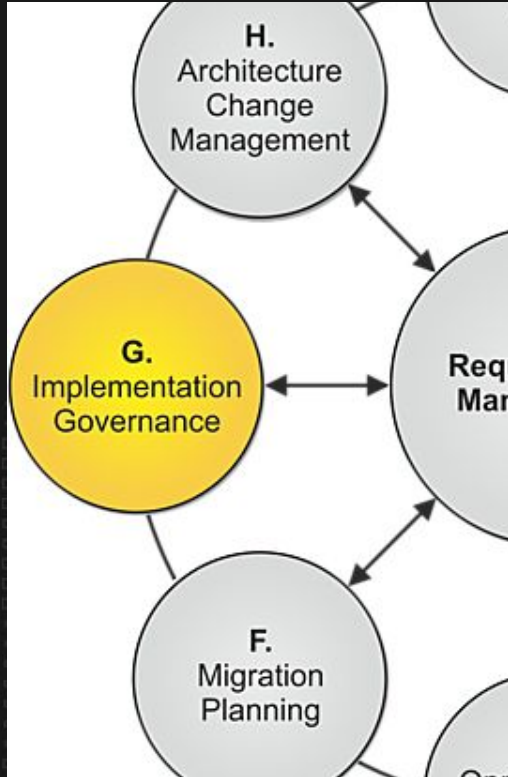 H.
Architecture
Change
Management
G.
Implementation
Governance
F.
Migration
Planning